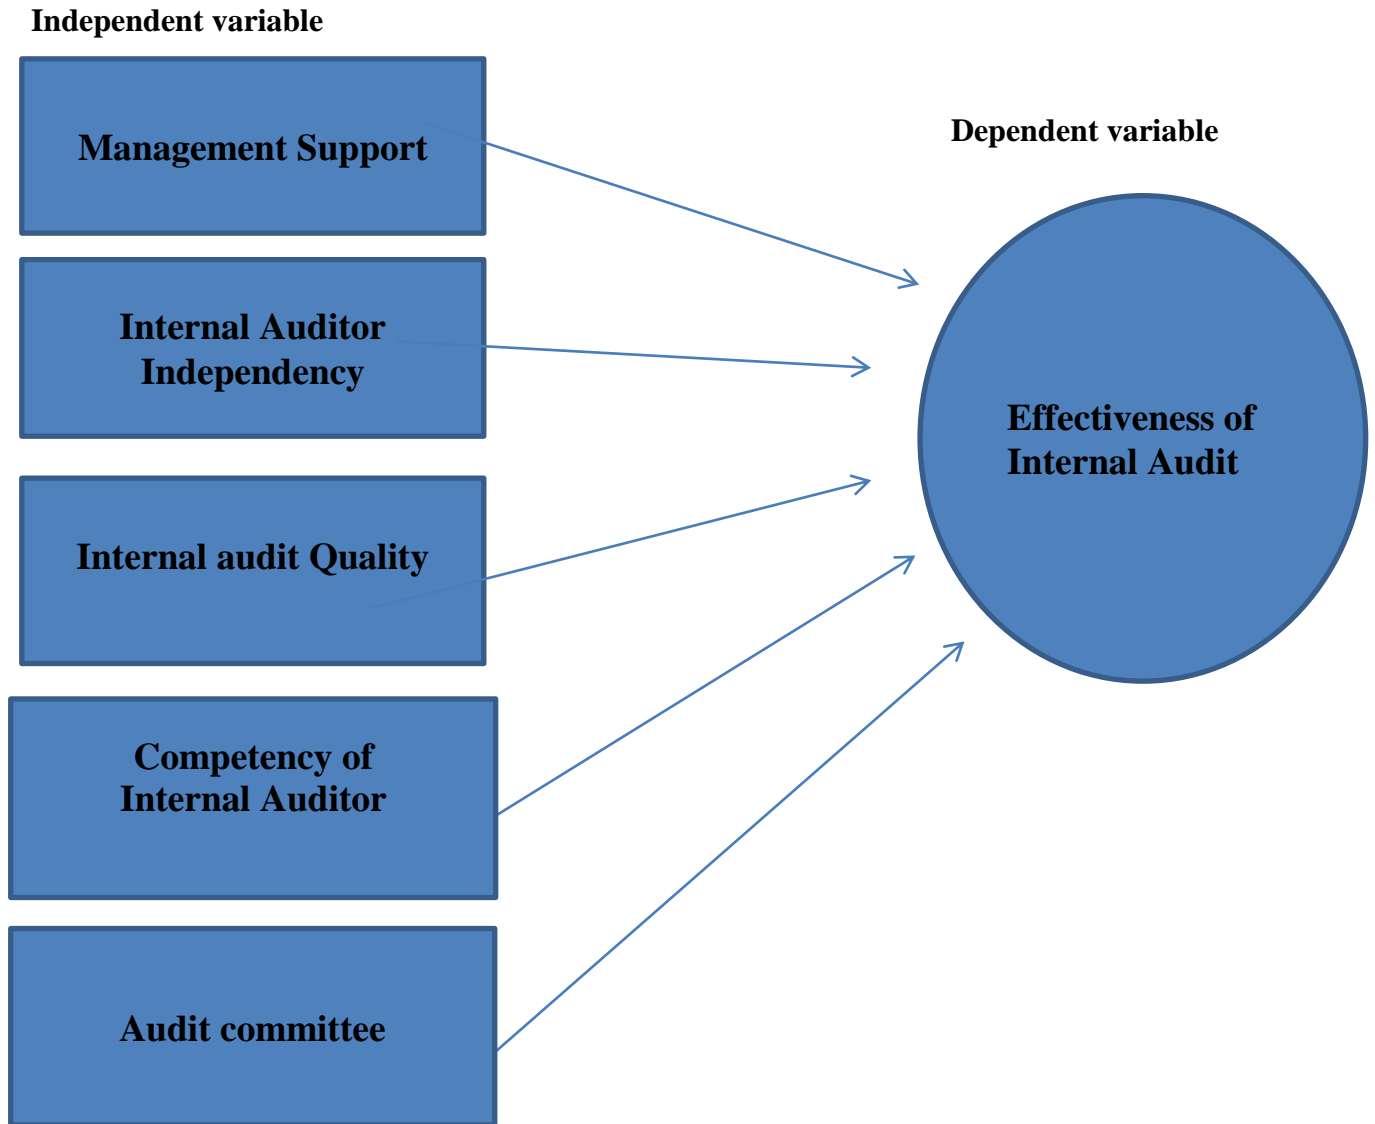 Independent variable
Management Support
Internal Auditor
Independency
Internal audit Quality
Competency of
Internal Auditor
Audit committee
Dependent variable
Effectiveness of
Internal Audit